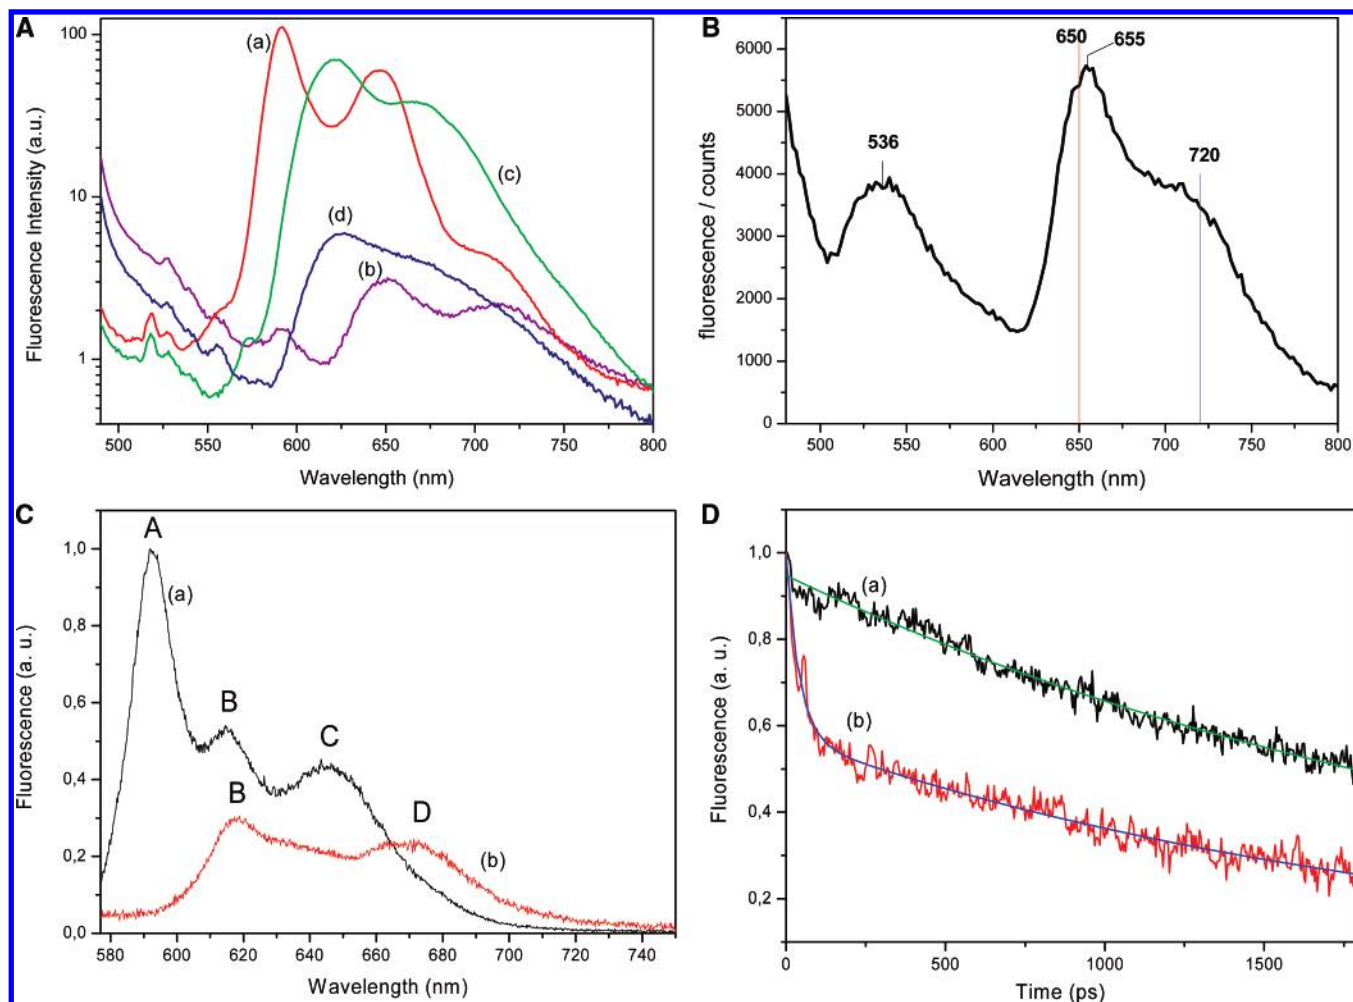 A
Fluorescence Intensity (a.u.)
100
10
1
(a)
(c)
(d)
(b)
500 550 600 650 700 750 800
Wavelength (nm)
B
fluorescence / counts
6000
5000
4000
3000
2000
1000
0
650
655
536
720
500 550 600 650 700 750 800
Wavelength (nm)
C
Fluorescence (a. u.)
1,0
0,8
0,6
0,4
0,2
0,0
A
(a)
B
C
B
D
(b)
580 600 620 640 660 680 700 720 740
Wavelength (nm)
D
Fluorescence (a. u.)
1,0
0,8
0,6
0,4
0,2
(a)
(b)
0 500 1000 1500
Time (ps)